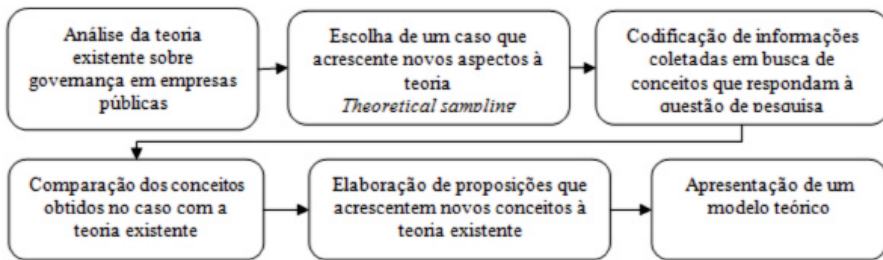 Análise da teoria
existente sobre
governança em empresas
públicas
Escolha de um caso que
acrescente novos aspectos à
teoria
Theoretical sampling
Codificação de informações
coletadas em busca de
conceitos que respondam à
questão de pesquisa
Comparação dos conceitos
obtidos no caso com a
teoria existente
Elaboração de proposições que
acrescentem novos conceitos à
teoria existente
Apresentação de um
modelo teórico